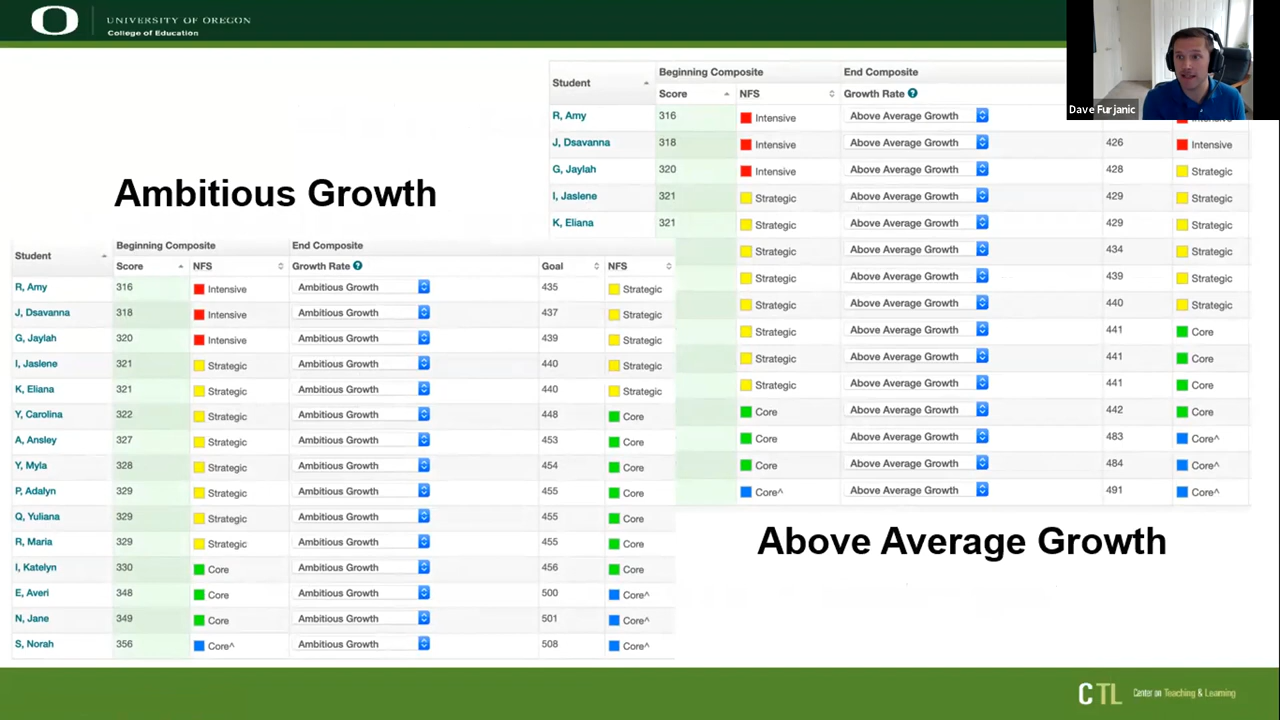 UNIVERSITY OF OREGON
College of Education
Dave Furjanic
Ambitious Growth
Student Beginning Composite End Composite
Score NFS Growth Rate ? Goal NFS
R, Amy 316 Intensive Ambitious Growth 435 Strategic
J, Dsavanna 318 Intensive Ambitious Growth 437 Strategic
G, Jaylah 320 Intensive Ambitious Growth 439 Strategic
I, Jaslene 321 Strategic Ambitious Growth 440 Strategic
K, Eliana 321 Strategic Ambitious Growth 440 Strategic
Y, Carolina 322 Strategic Ambitious Growth 448 Core
A, Ansley 327 Strategic Ambitious Growth 453 Core
Y, Myla 328 Strategic Ambitious Growth 454 Core
P, Adalyn 329 Strategic Ambitious Growth 455 Core
Q, Yuliana 329 Strategic Ambitious Growth 455 Core
R, Maria 329 Strategic Ambitious Growth 455 Core
I, Katelyn 330 Core Ambitious Growth 456 Core
E, Averi 348 Core Ambitious Growth 500 Core^
N, Jane 349 Core Ambitious Growth 501 Core^
S, Norah 356 Core^ Ambitious Growth 508 Core^
Student Beginning Composite End Composite
Score NFS Growth Rate ?
R, Amy 316 Intensive Above Average Growth
J, Dsavanna 318 Intensive Above Average Growth 426 Intensive
G, Jaylah 320 Intensive Above Average Growth 428 Strategic
I, Jaslene 321 Strategic Above Average Growth 429 Strategic
K, Eliana 321 Strategic Above Average Growth 429 Strategic
Strategic Above Average Growth 434 Strategic
Strategic Above Average Growth 439 Strategic
Strategic Above Average Growth 440 Strategic
Strategic Above Average Growth 441 Core
Strategic Above Average Growth 441 Core
Strategic Above Average Growth 441 Core
Core Above Average Growth 442 Core
Core Above Average Growth 483 Core^
Core Above Average Growth 484 Core^
Core^ Above Average Growth 491 Core^
Above Average Growth
CTL Center on Teaching & Learning